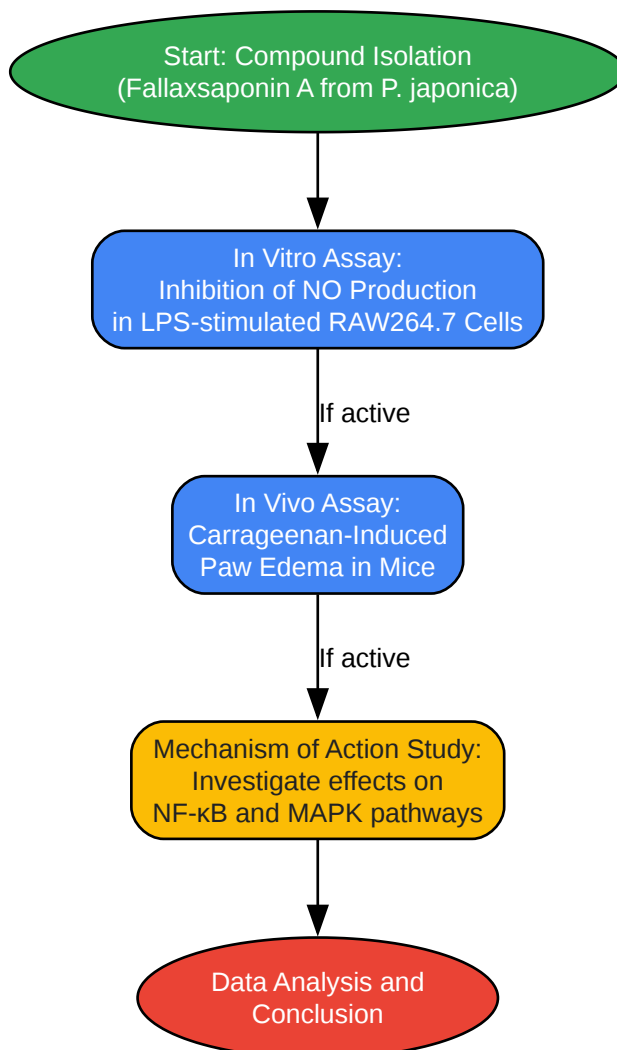 Start: Compound Isolation
(Fallaxsaponin A from P. japonica)
In Vitro Assay:
Inhibition of NO Production
in LPS-stimulated RAW264.7 Cells
If active
In Vivo Assay:
Carrageenan-Induced
Paw Edema in Mice
If active
Mechanism of Action Study:
Investigate effects on
NF-κB and MAPK pathways
Data Analysis and
Conclusion